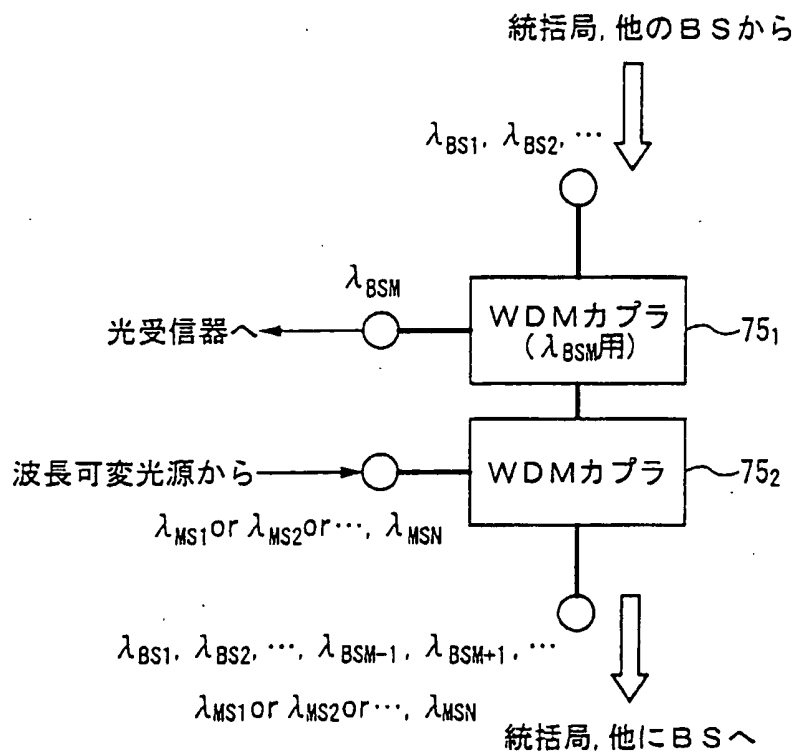 統括局,他のBSから
λBS1, λBS2, …
λBSM
光受信器へ
WDMカプラ
(λBSM用)
75₁
波長可変光源から
WDMカプラ
75₂
λMS1 or λMS2 or …, λMSN
λBS1, λBS2, …, λBSM-1, λBSM+1, …
λMS1 or λMS2 or …, λMSN
統括局,他にBSへ